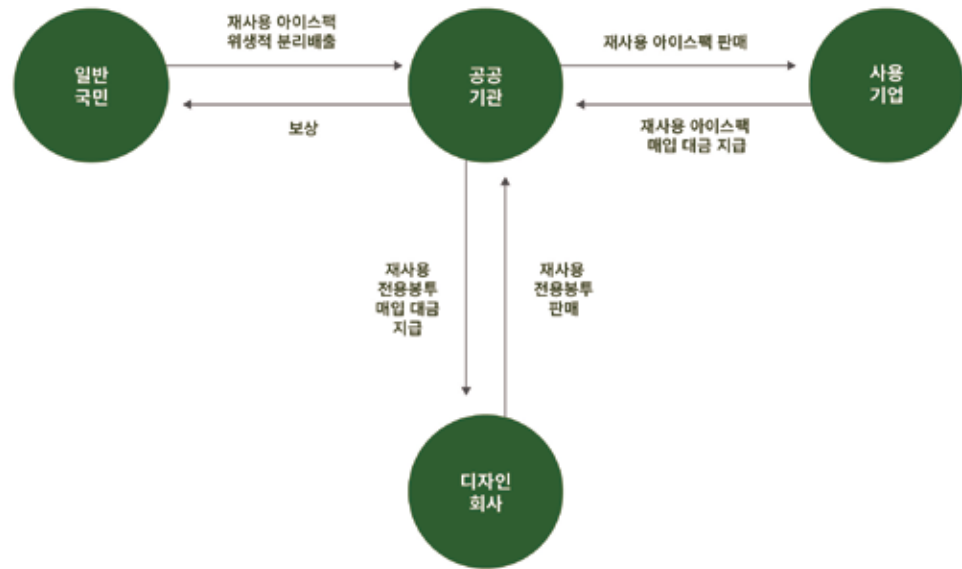 재사용 아이스팩
위생적 분리배출
재사용 아이스팩 판매
일반
국민
공공
기관
사용
기업
보상
재사용 아이스팩
매입 대금 지급
재사용
전용봉투
매입 대금
지급
재사용
전용봉투
판매
디자인
회사